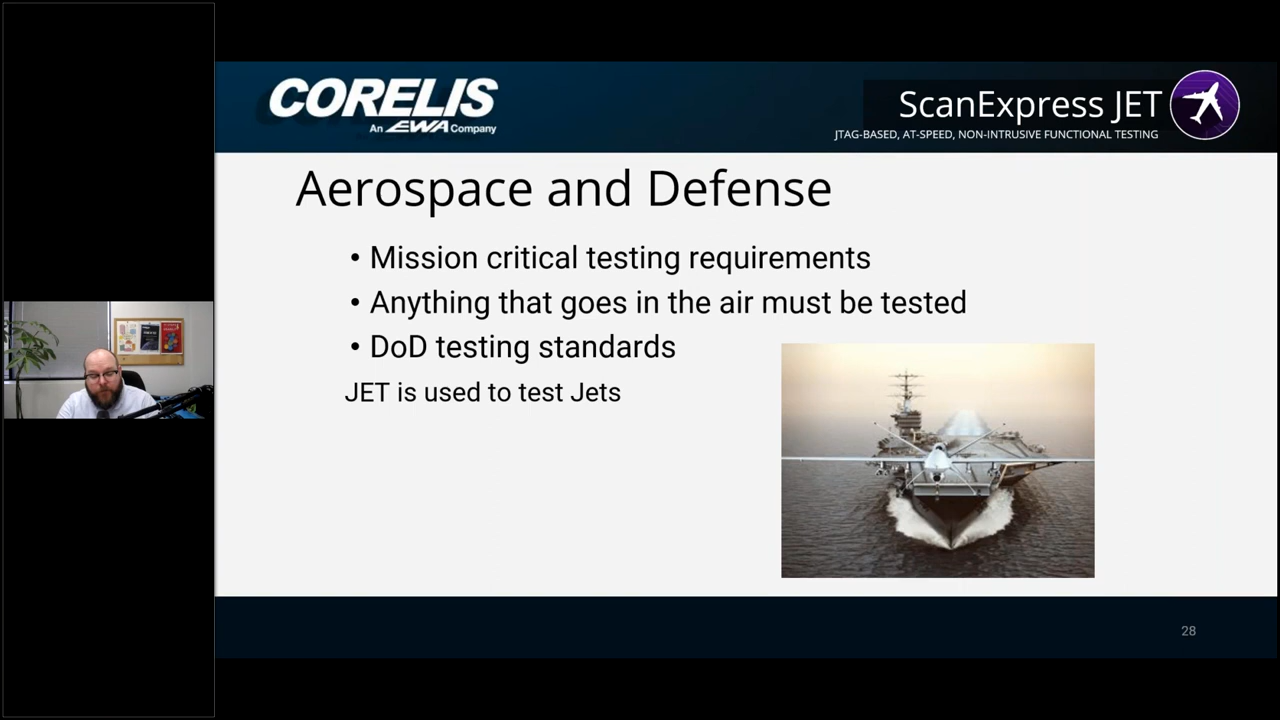 CORELIS
An EWA Company
ScanExpress JET
JTAG-BASED, AT-SPEED, NON-INTRUSIVE FUNCTIONAL TESTING
Aerospace and Defense
• Mission critical testing requirements
• Anything that goes in the air must be tested
• DoD testing standards
JET is used to test Jets
28